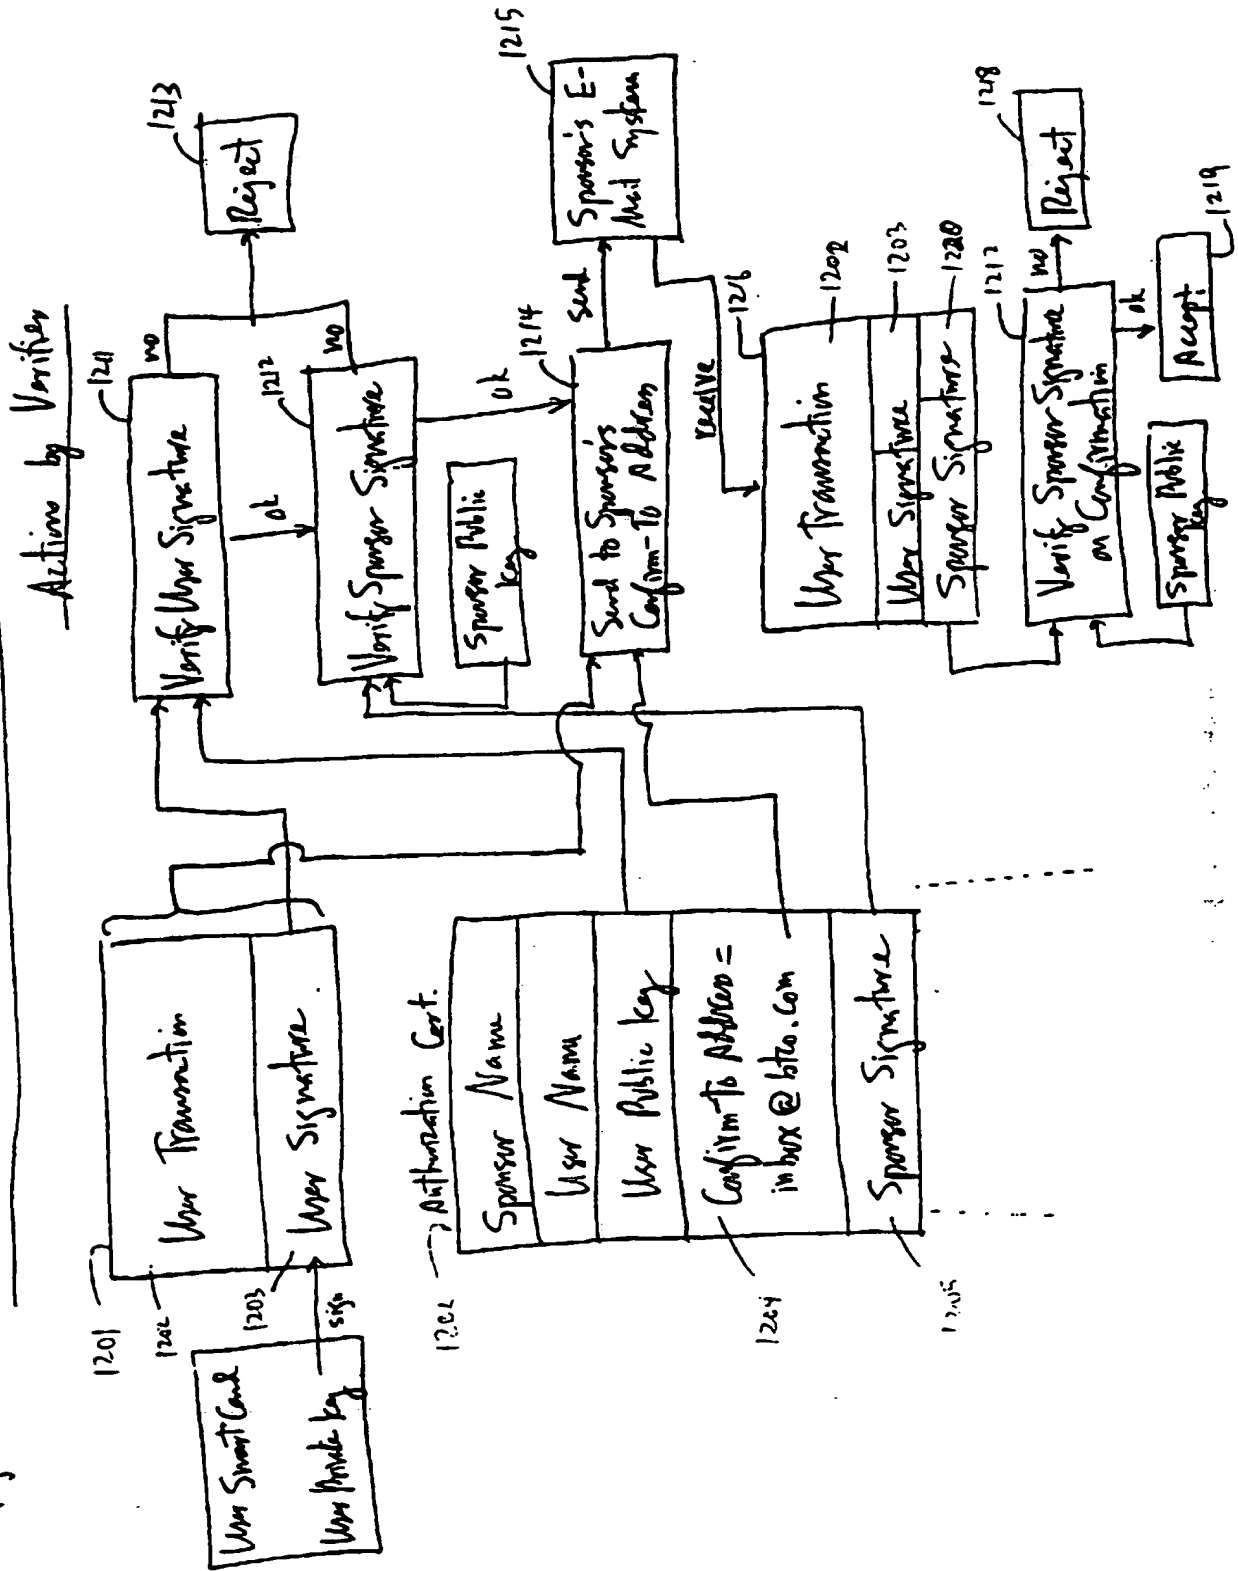 Action by Verifier
1201
1202
User Transaction
1203
User Signature
User Smart Card
User Private Key
sign
1211
Verify User Signature
no
1213
Reject
ok
1212
Verify Sponsor Signature
no
Sponsor Public
Key
ok
Authorization Cert.
Sponsor Name
User Name
User Public Key
1204
Confirm-To Address =
inbox@btco.com
Sponsor Signature
1214
Send to Sponsor's
Confirm-To Address
send
1215
Sponsor's E-
Mail System
receive
1216
User Transaction
1202
User Signature
1203
Sponsor Signature
1217
Verify Sponsor Signature
on Confirmation
Sponsor Public
Key
no
1218
Reject
ok
Accept
1219